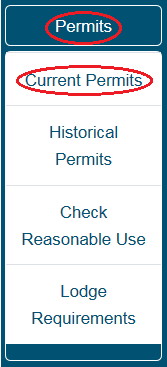 Permits
Current Permits
Historical
Permits
Check
Reasonable Use
Lodge
Requirements